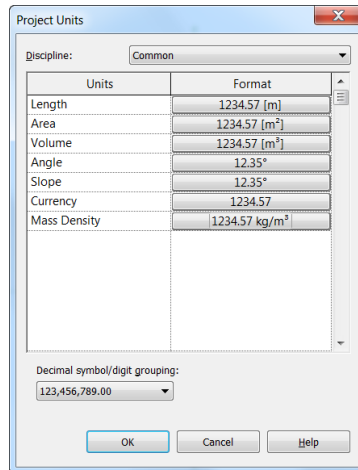 Project Units
Discipline: Common
Units Format
Length 1234.57 [m]
Area 1234.57 [m²]
Volume 1234.57 [m³]
Angle 12.35°
Slope 12.35°
Currency 1234.57
Mass Density 1234.57 kg/m³
Decimal symbol/digit grouping:
123,456,789.00
OK Cancel Help